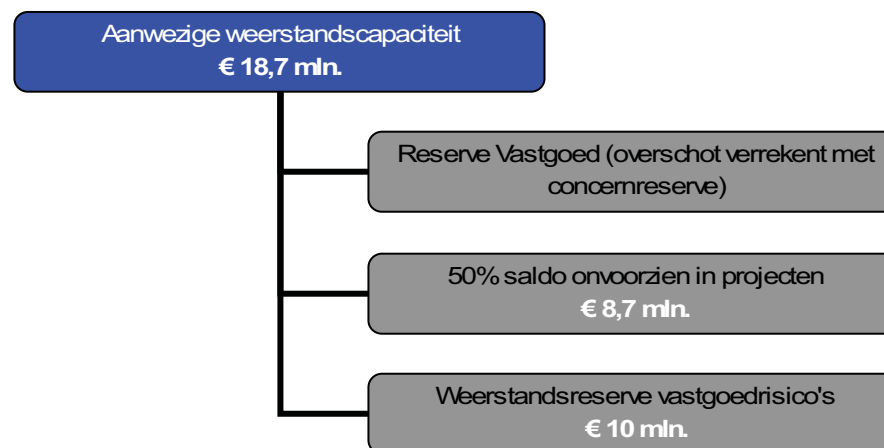 Aanwezige weerstandscapaciteit
€ 18,7 mln.
Reserve Vastgoed (overschot verrekent met
concernreserve)
50% saldo onvoorzien in projecten
€ 8,7 mln.
Weerstandsreserve vastgoedrisico's
€ 10 mln.